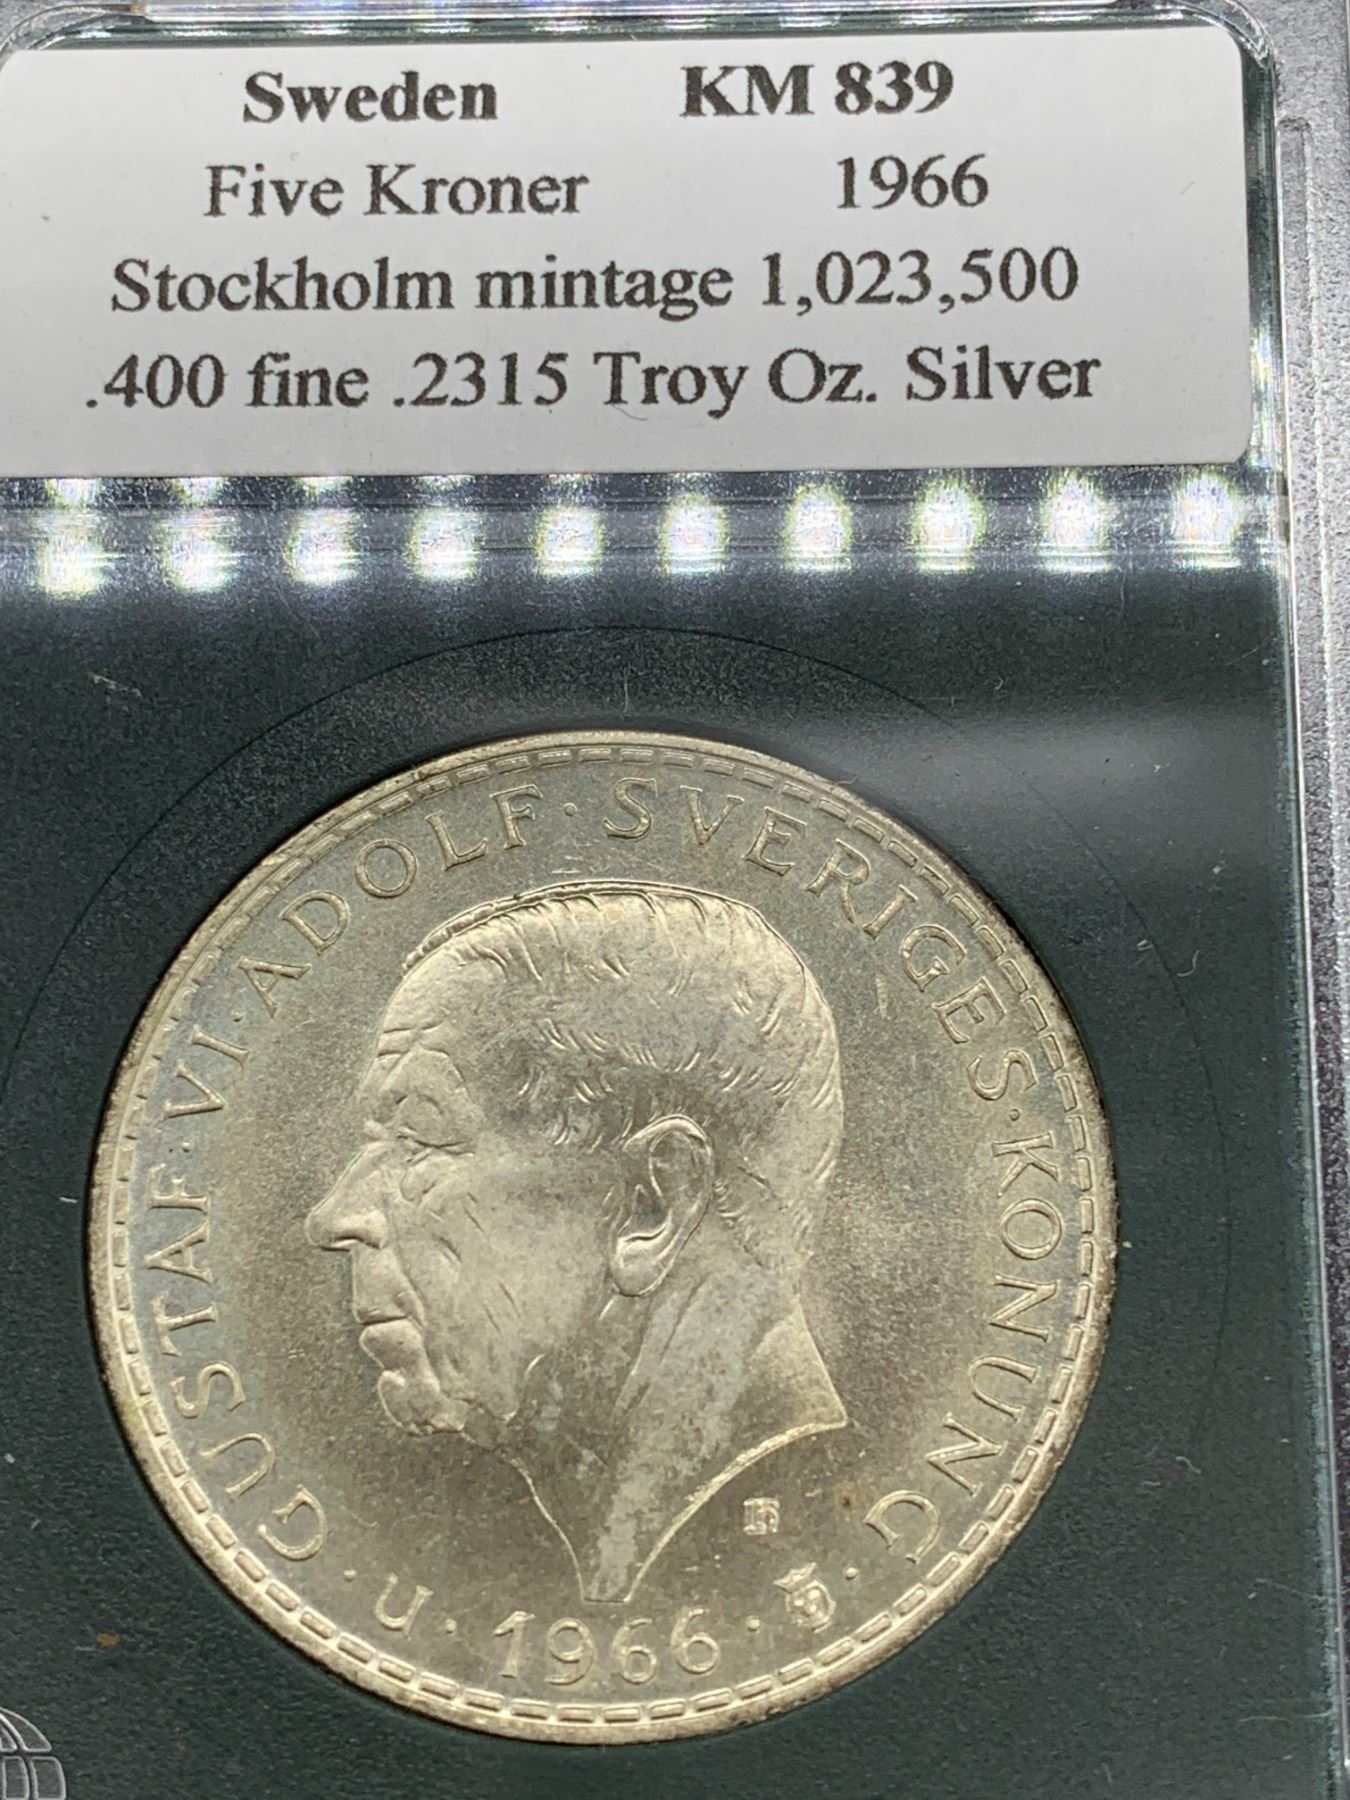 Sweden KM 839
Five Kroner 1966
Stockholm mintage 1,023,500
.400 fine .2315 Troy Oz. Silver
GUSTAF·VI·ADOLF·SVERIGES·KONUNG·
u·1966·